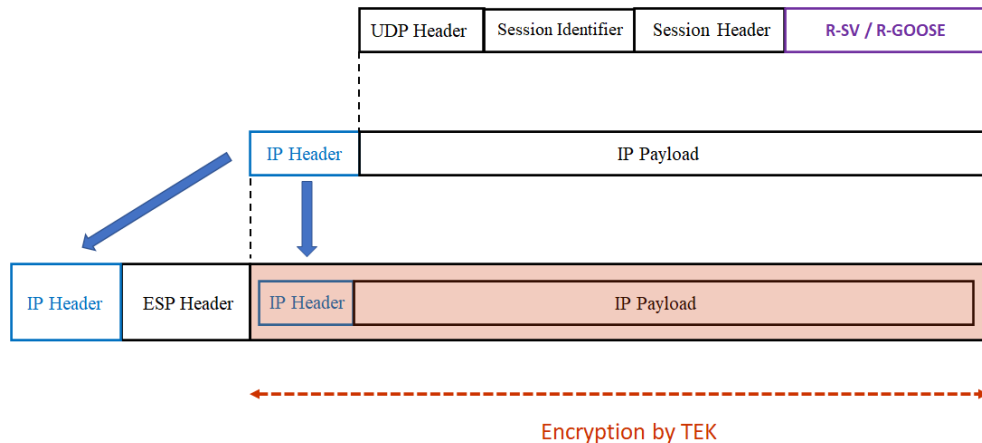 UDP Header
Session Identifier
Session Header
R-SV / R-GOOSE
IP Header
IP Payload
IP Header
ESP Header
IP Header
IP Payload
Encryption by TEK